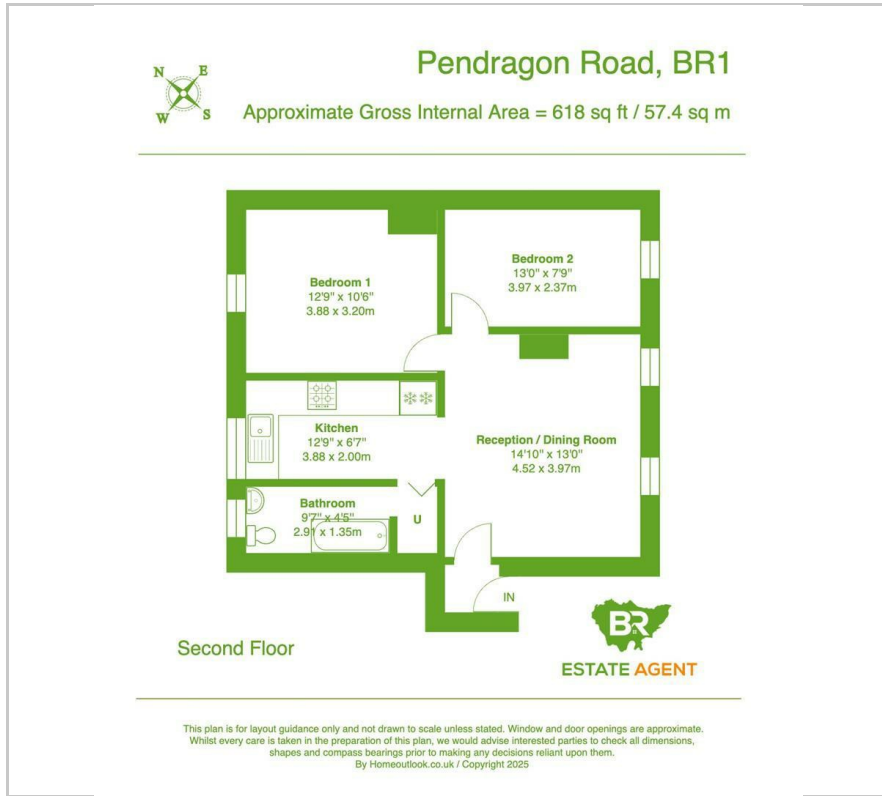 Pendragon Road, BR1
N E
W S
Approximate Gross Internal Area = 618 sq ft / 57.4 sq m
Bedroom 1
12'9" x 10'6"
3.88 x 3.20m
Bedroom 2
13'0" x 7'9"
3.97 x 2.37m
Kitchen
12'9" x 6'7"
3.88 x 2.00m
Reception / Dining Room
14'10" x 13'0"
4.52 x 3.97m
Bathroom
9'7" x 4'5"
2.91 x 1.35m
U
IN
BR
ESTATE AGENT
Second Floor
This plan is for layout guidance only and not drawn to scale unless stated. Window and door openings are approximate.
Whilst every care is taken in the preparation of this plan, we would advise interested parties to check all dimensions,
shapes and compass bearings prior to making any decisions reliant upon them.
By Homeoutlook.co.uk / Copyright 2025